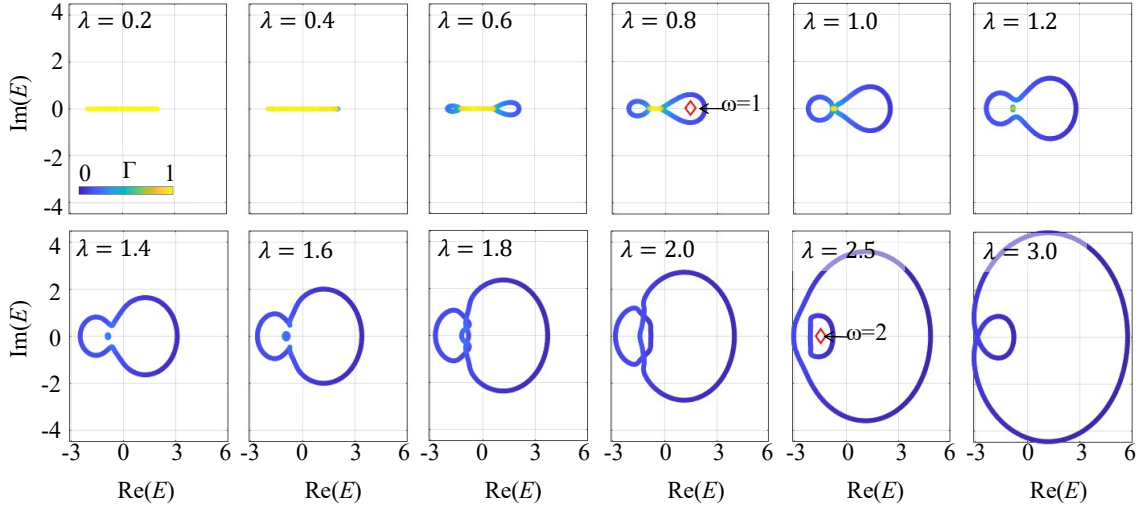 λ = 0.2
λ = 0.4
λ = 0.6
λ = 0.8
λ = 1.0
λ = 1.2
Im(E)
4
2
0
-2
-4
0 Γ 1
ω=1
λ = 1.4
λ = 1.6
λ = 1.8
λ = 2.0
λ = 2.5
λ = 3.0
Im(E)
4
2
0
-2
-4
ω=2
-3 0 3 6
-3 0 3 6
-3 0 3 6
-3 0 3 6
-3 0 3 6
-3 0 3 6
Re(E)
Re(E)
Re(E)
Re(E)
Re(E)
Re(E)